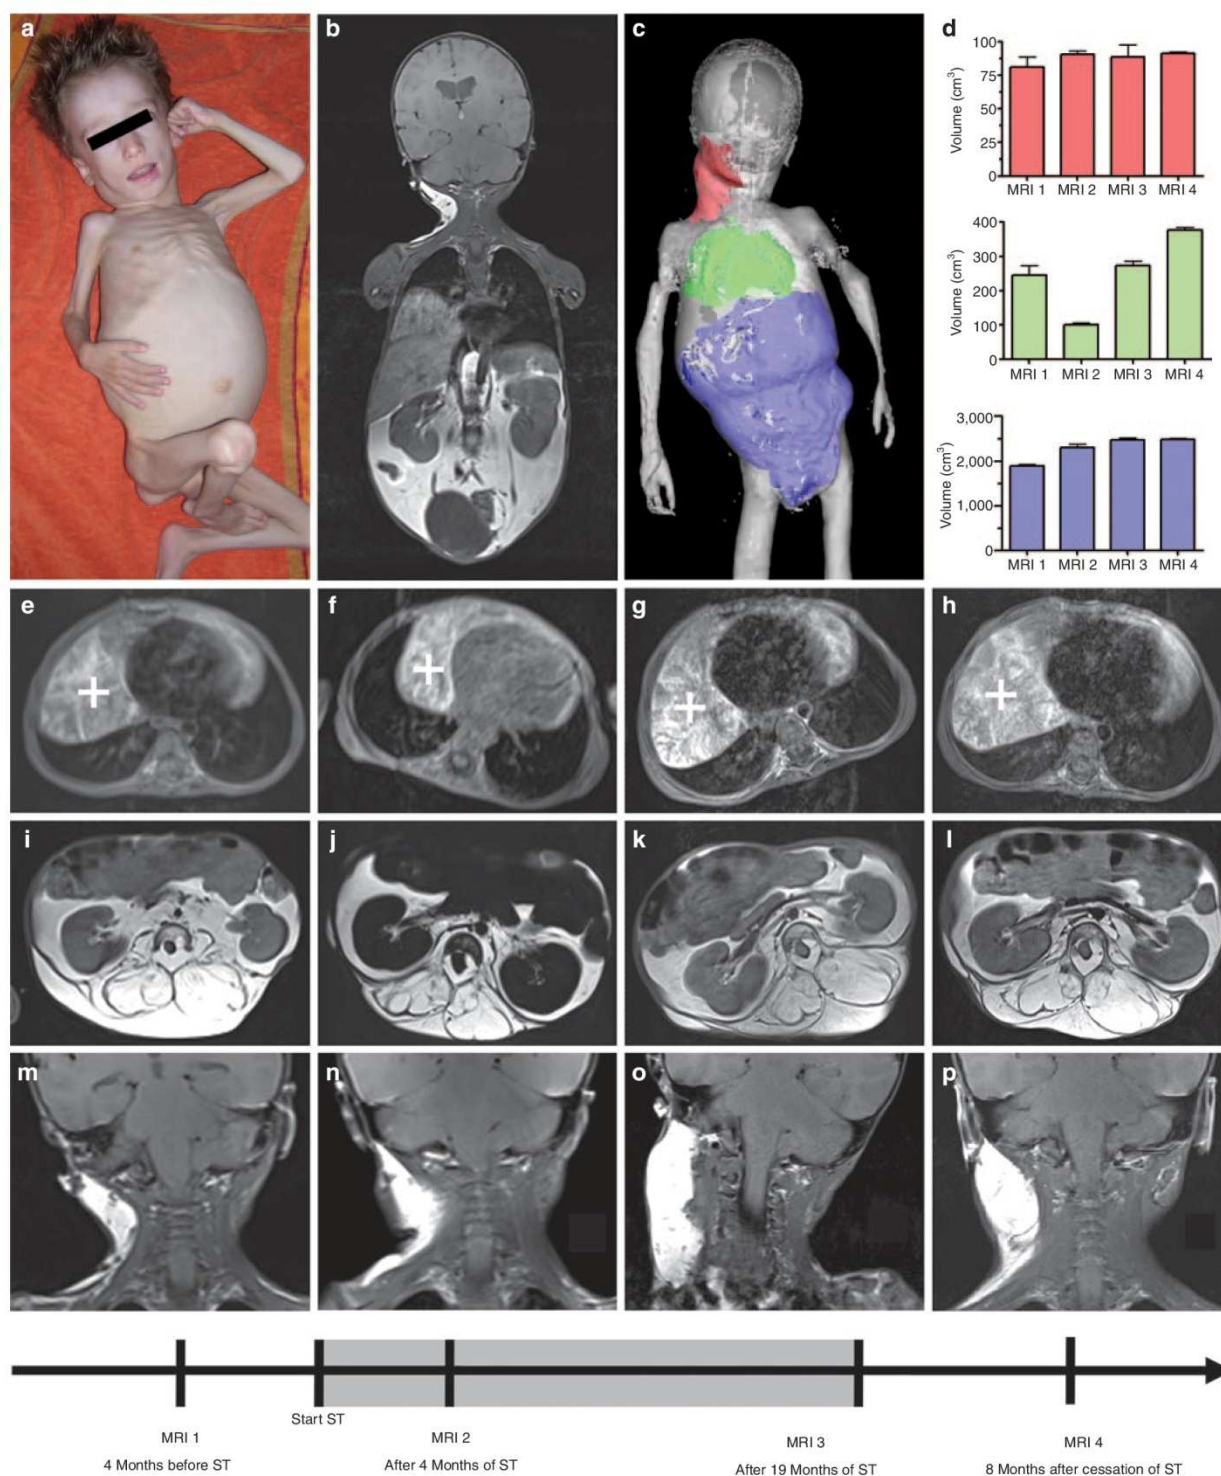 a
b
c
d
Volume (cm³)
100
75
50
25
0
MRI 1 MRI 2 MRI 3 MRI 4
Volume (cm³)
400
300
200
100
0
MRI 1 MRI 2 MRI 3 MRI 4
Volume (cm³)
3,000
2,000
1,000
0
MRI 1 MRI 2 MRI 3 MRI 4
e
f
g
h
i
j
k
l
m
n
o
p
Start ST
MRI 1
4 Months before ST
MRI 2
After 4 Months of ST
MRI 3
After 19 Months of ST
MRI 4
8 Months after cessation of ST